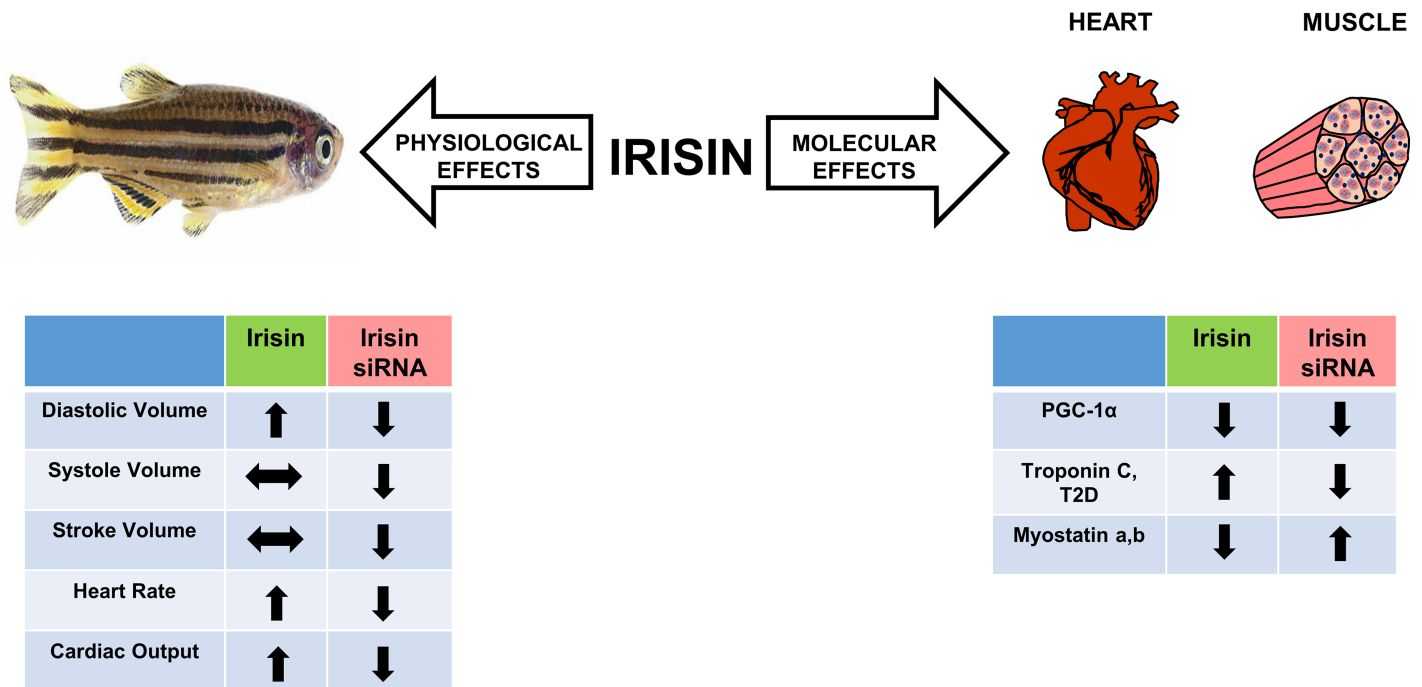 HEART
MUSCLE
PHYSIOLOGICAL
EFFECTS
IRISIN
MOLECULAR
EFFECTS
Irisin
Irisin
siRNA
Diastolic Volume
Systole Volume
Stroke Volume
Heart Rate
Cardiac Output
Irisin
Irisin
siRNA
PGC-1α
Troponin C,
T2D
Myostatin a,b